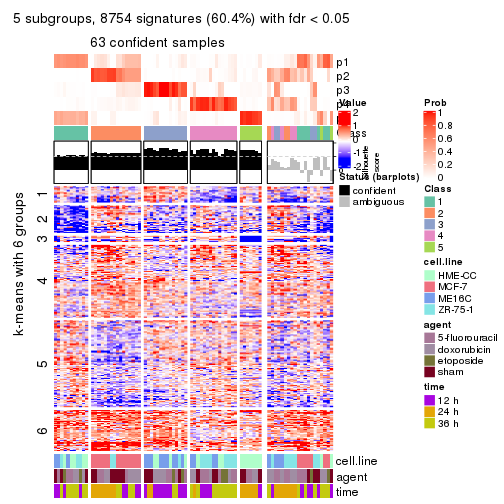 5 subgroups, 8754 signatures (60.4%) with fdr < 0.05
63 confident samples
p1
p2
p3
Value
2
1
0
-1
-2
Silhouette
score
Status (barplots)
confident
ambiguous
Prob
1
0.8
0.6
0.4
0.2
0
Class
1
2
3
4
5
cell.line
HME-CC
MCF-7
ME16C
ZR-75-1
agent
5-fluorouracil
doxorubicin
etoposide
sham
time
12 h
24 h
36 h
k-means with 6 groups
1
2
3
4
5
6
cell.line
agent
time